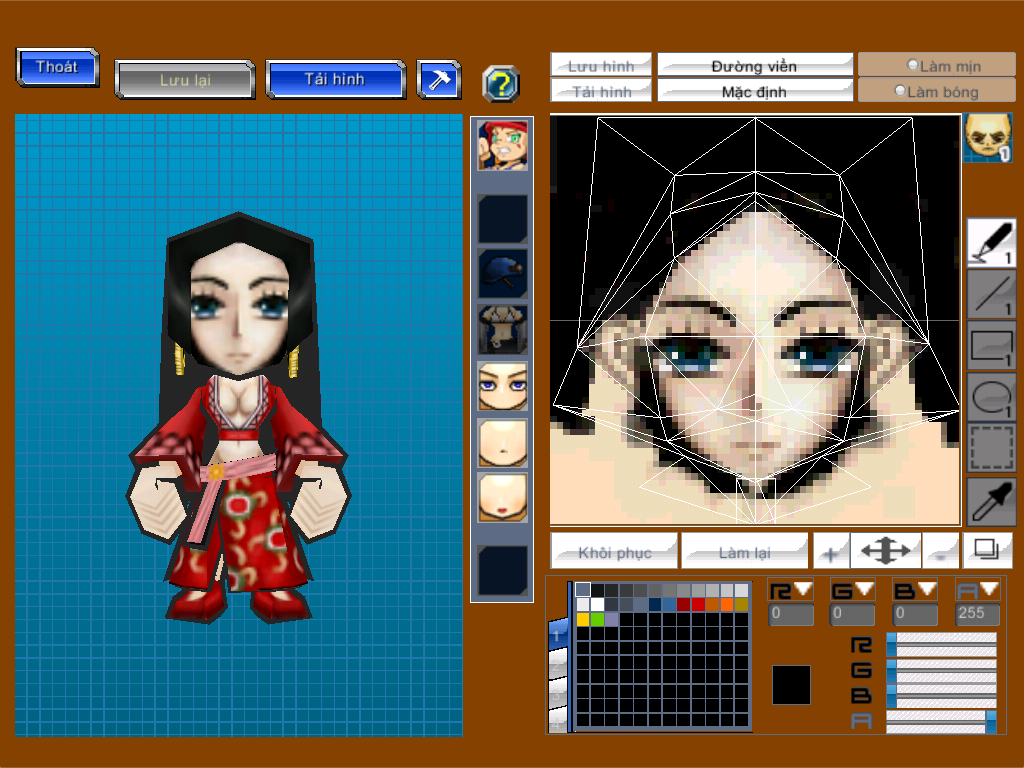 Thoát
Lưu lại
Tải hình
?
Lưu hình
Đường viền
Làm mịn
Tải hình
Mặc định
Làm bóng
1
1
1
1
1
Khôi phục
Làm lại
+
-
R
G
B
A
0
0
0
255
1
R
G
B
A